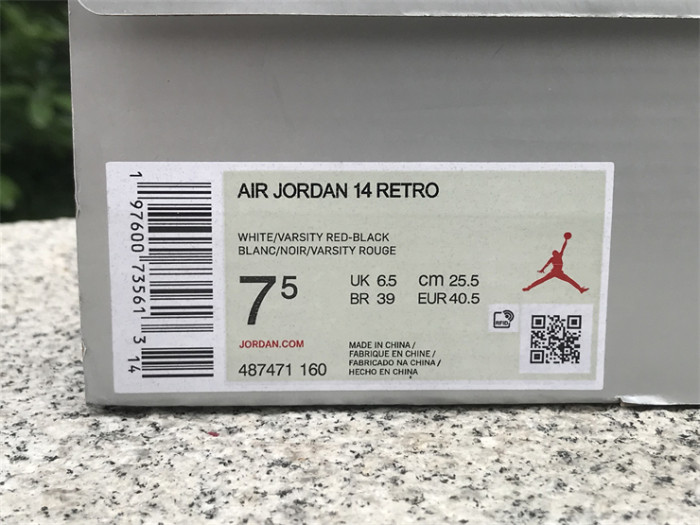 1 97600 73561 3 14
AIR JORDAN 14 RETRO
WHITE/VARSITY RED-BLACK
BLANC/NOIR/VARSITY ROUGE
7⁵
UK 6.5 cm 25.5
BR 39 EUR 40.5
RFID
JORDAN.COM
487471 160
MADE IN CHINA /
FABRIQUE EN CHINE /
FABRICADO NA CHINA /
HECHO EN CHINA